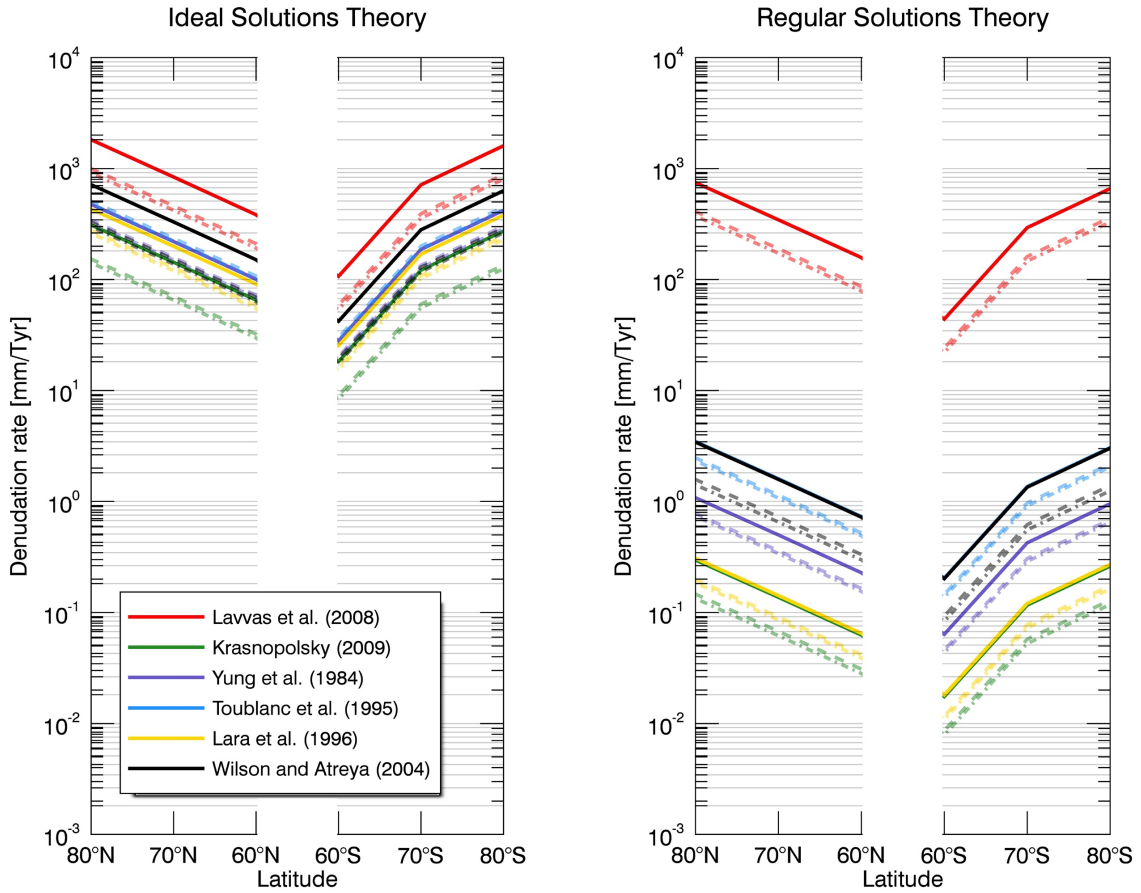 Ideal Solutions Theory
Denudation rate [mm/Tyr]
10^4
10^3
10^2
10^1
10^0
10^-1
10^-2
10^-3
Lavvas et al. (2008)
Krasnopolsky (2009)
Yung et al. (1984)
Toublanc et al. (1995)
Lara et al. (1996)
Wilson and Atreya (2004)
80°N 70°N 60°N 60°S 70°S 80°S
Latitude
Regular Solutions Theory
Denudation rate [mm/Tyr]
10^4
10^3
10^2
10^1
10^0
10^-1
10^-2
10^-3
80°N 70°N 60°N 60°S 70°S 80°S
Latitude